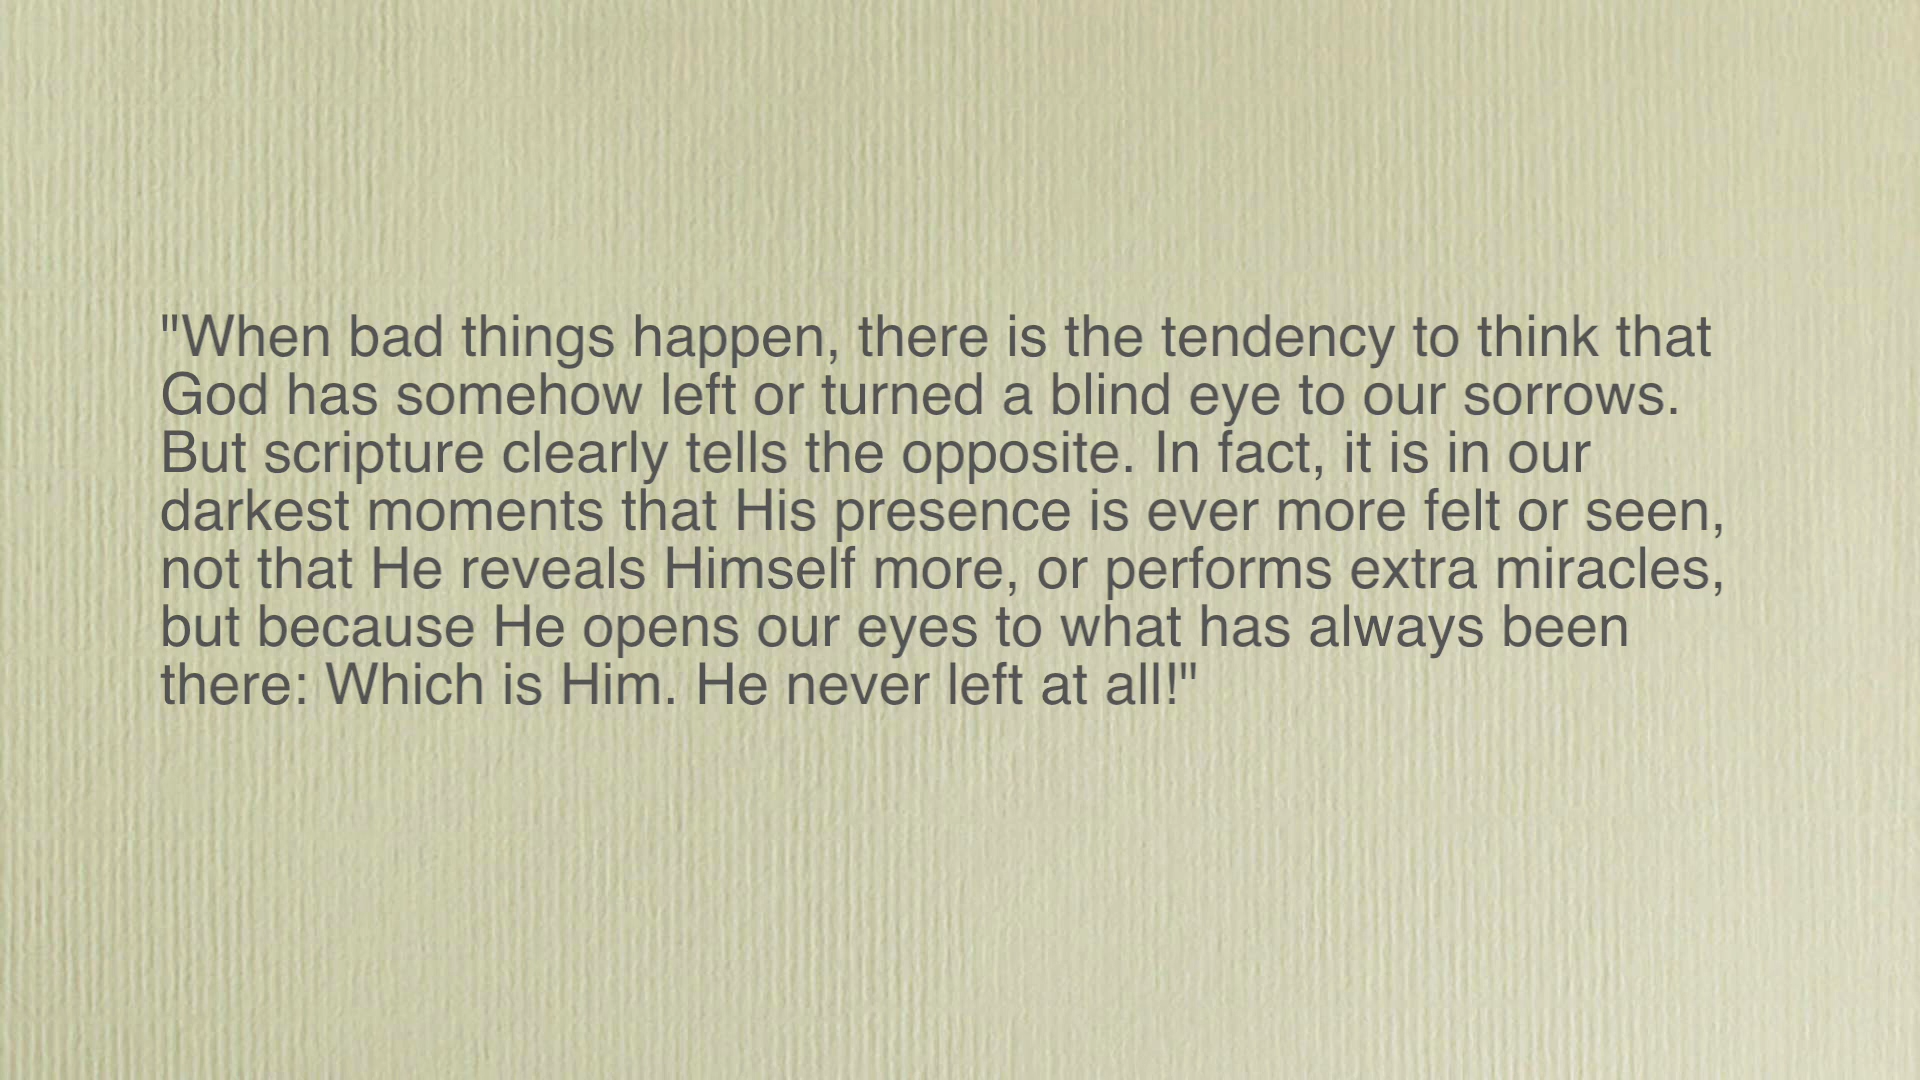 "When bad things happen, there is the tendency to think that
God has somehow left or turned a blind eye to our sorrows.
But scripture clearly tells the opposite. In fact, it is in our
darkest moments that His presence is ever more felt or seen,
not that He reveals Himself more, or performs extra miracles,
but because He opens our eyes to what has always been
there: Which is Him. He never left at all!"